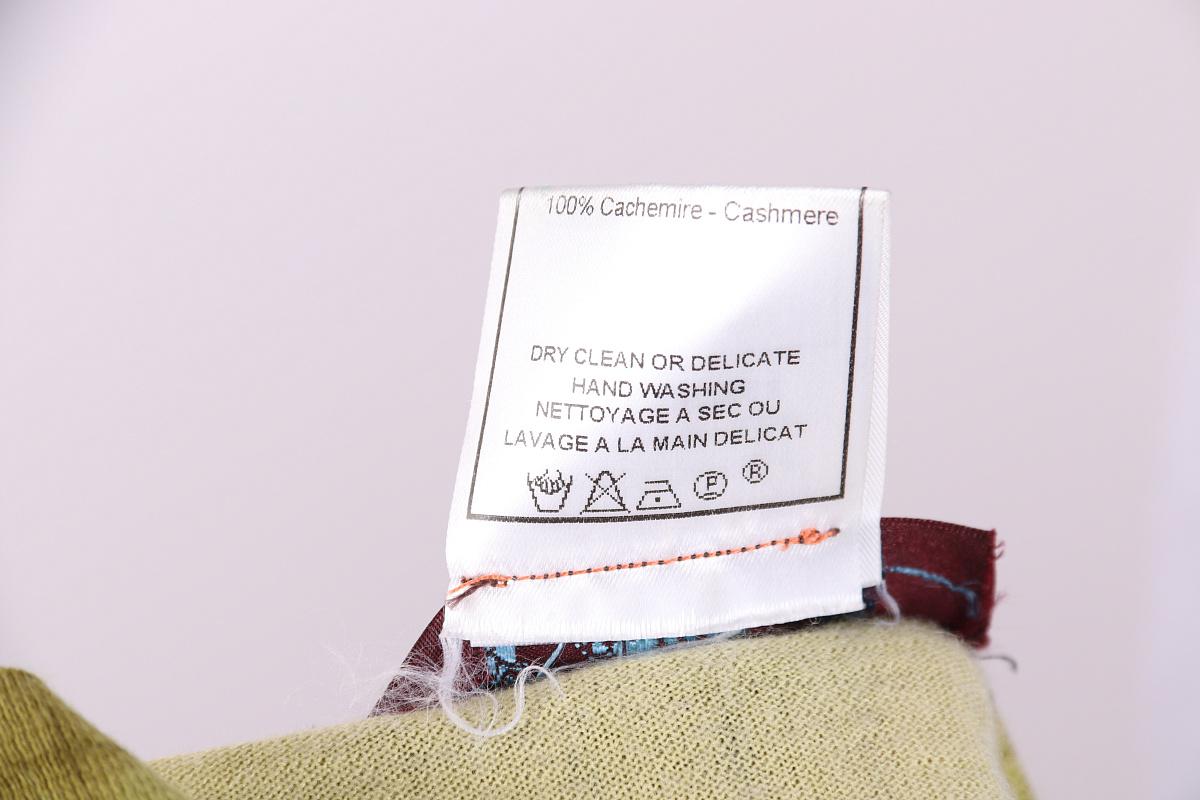 100% Cachemire - Cashmere
DRY CLEAN OR DELICATE
HAND WASHING
NETTOYAGE A SEC OU
LAVAGE A LA MAIN DELICAT
P ®